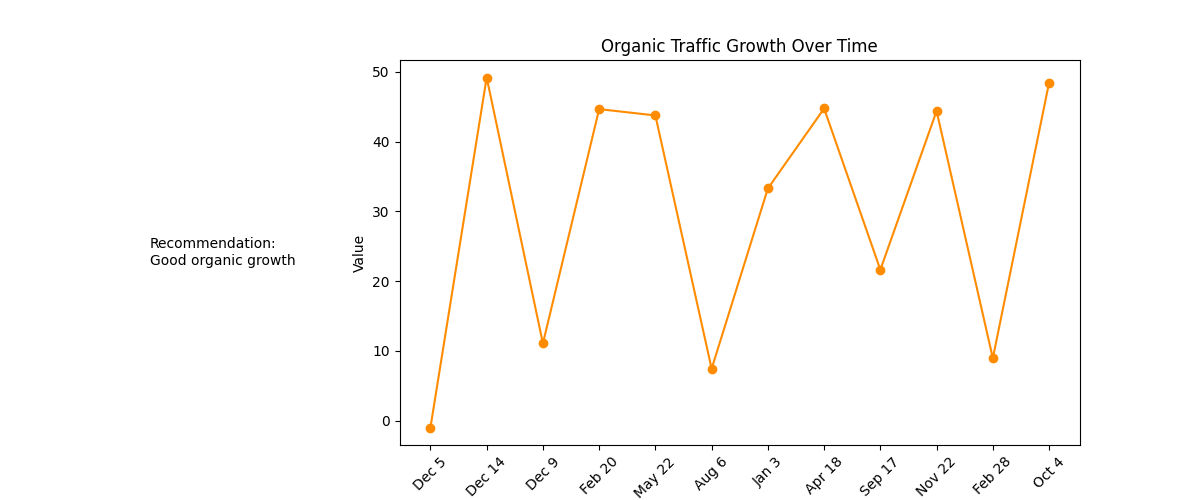 Organic Traffic Growth Over Time
Recommendation:
Good organic growth
Value
50
40
30
20
10
0
Dec 5
Dec 14
Dec 9
Feb 20
May 22
Aug 6
Jan 3
Apr 18
Sep 17
Nov 22
Feb 28
Oct 4